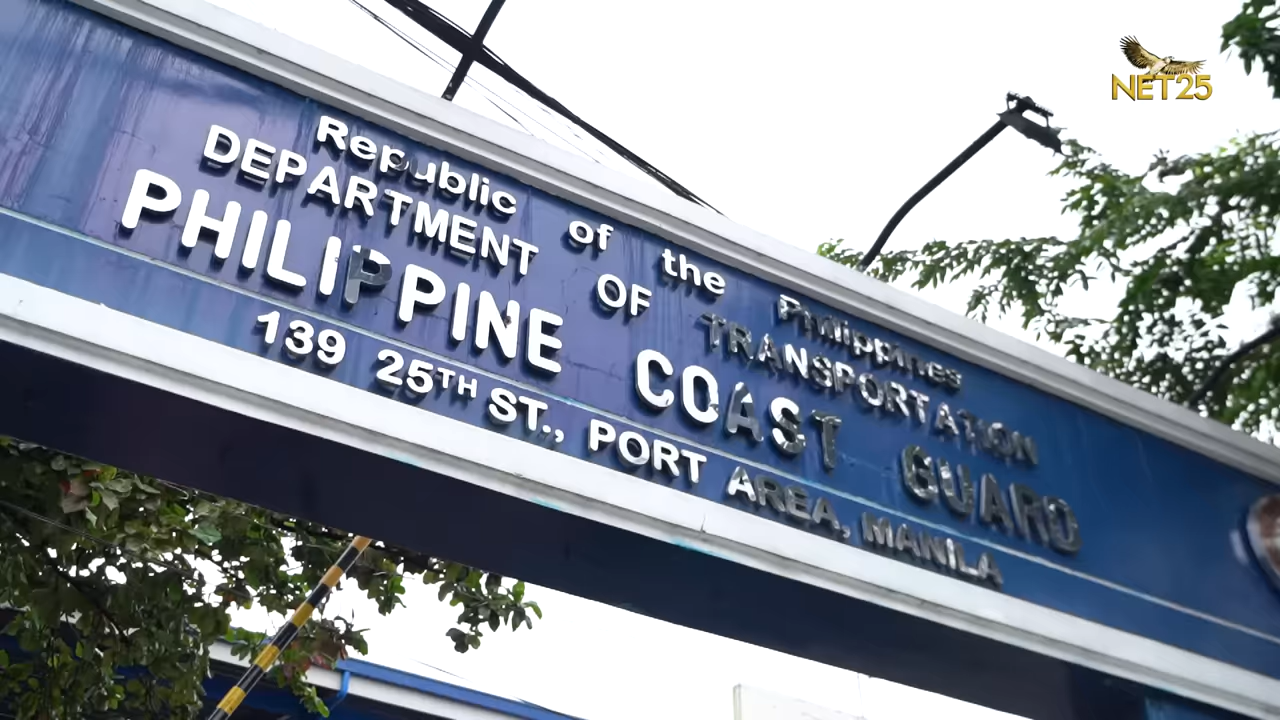 Republic of the Philippines
DEPARTMENT OF TRANSPORTATION
PHILIPPINE COAST GUARD
139 25TH ST., PORT AREA, MANILA
NET25